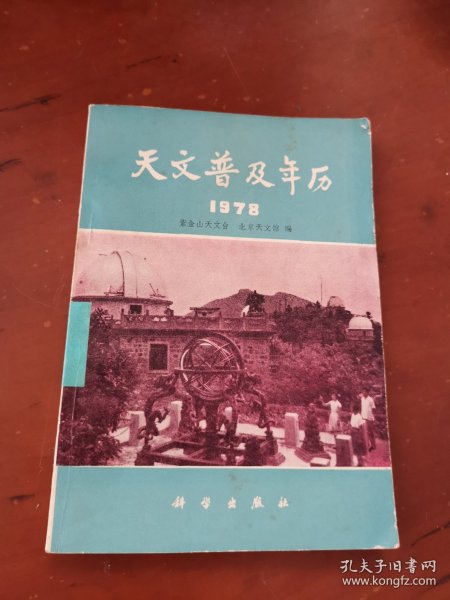 天文普及年历
1978
紫金山天文台 北京天文馆 编
科学出版社
孔夫子旧书网
www.kongfz.com